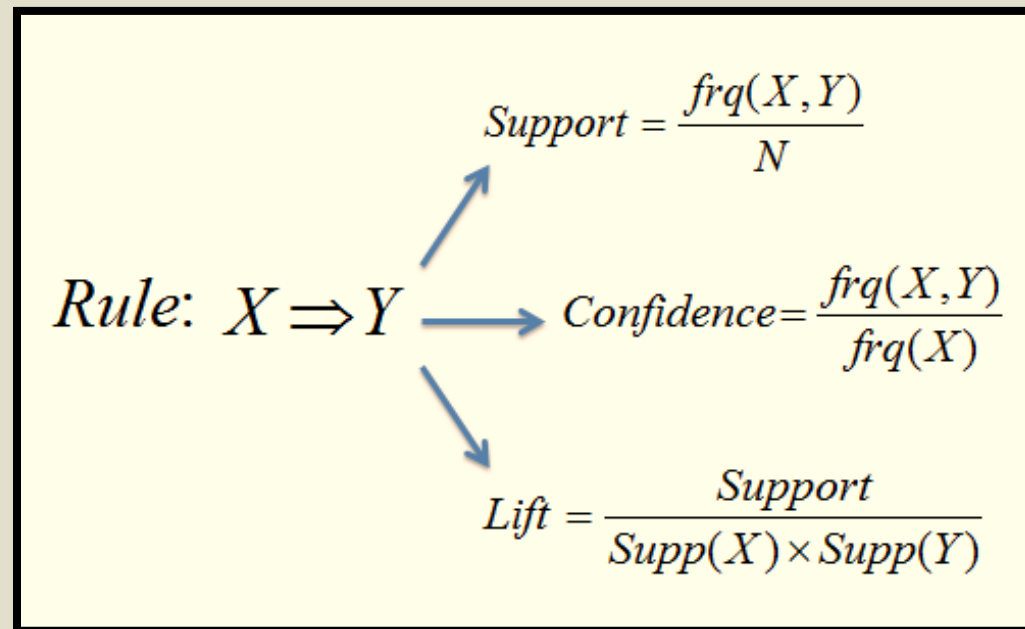 Support = frq(X,Y) / N
Rule: X ⇒ Y
Confidence = frq(X,Y) / frq(X)
Lift = Support / Supp(X) × Supp(Y)